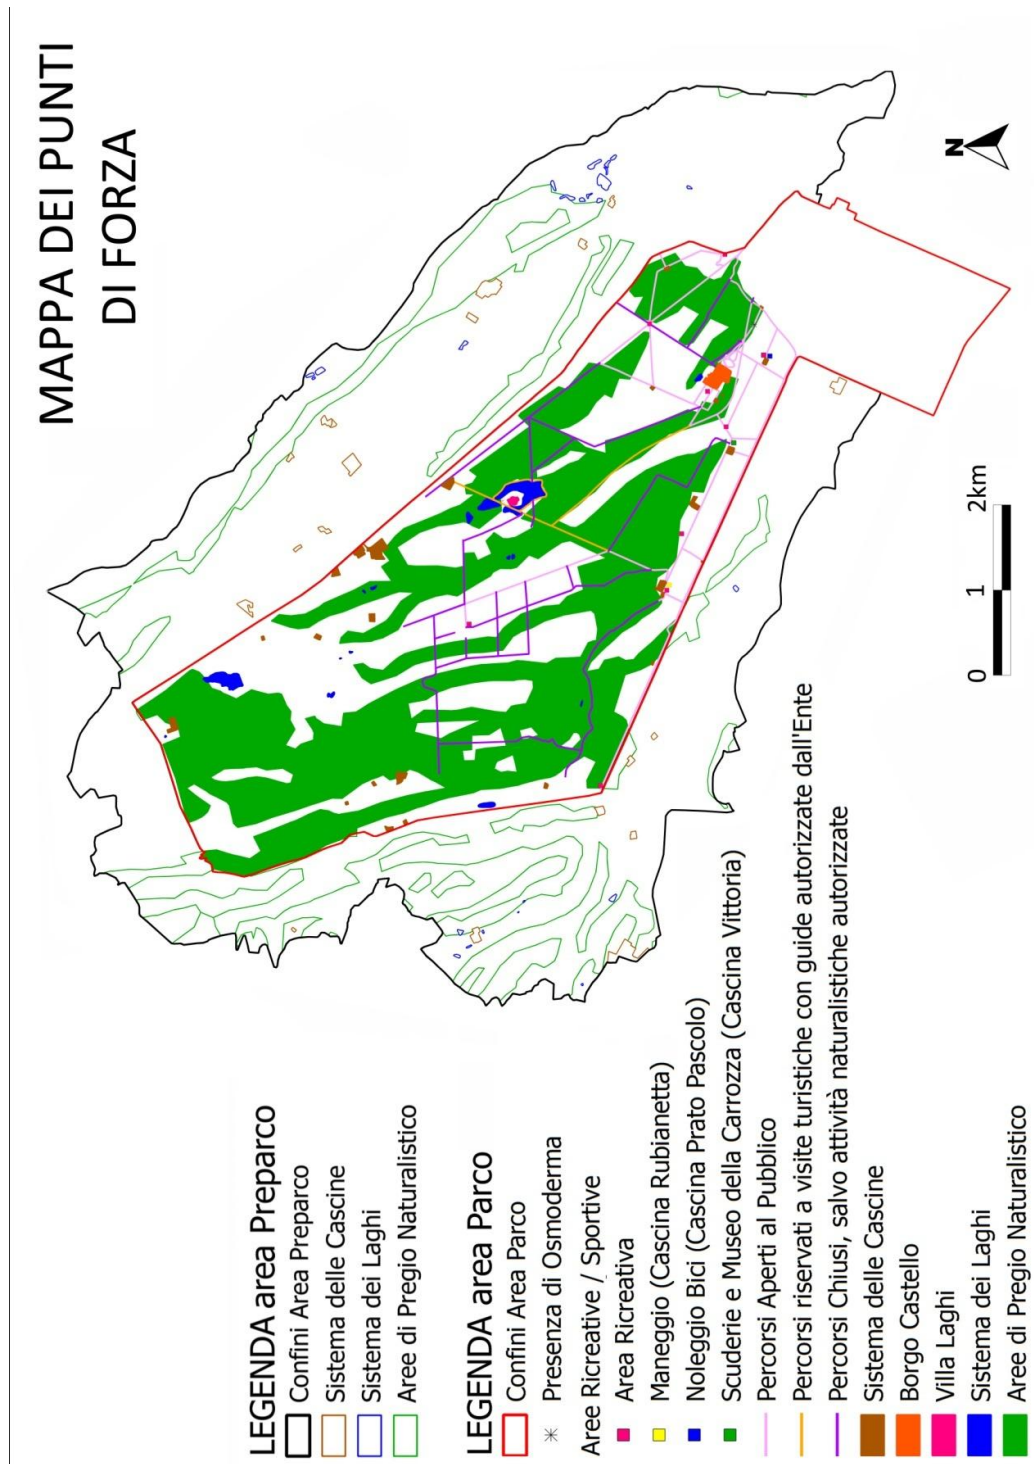 MAPPA DEI PUNTI
DI FORZA
N
0 1 2km
LEGENDA area Preparco
Confini Area Preparco
Sistema delle Cascine
Sistema dei Laghi
Aree di Pregio Naturalistico
LEGENDA area Parco
Confini Area Parco
Presenza di Osmoderma
Aree Ricreative / Sportive
Area Ricreativa
Maneggio (Cascina Rubianetta)
Noleggio Bici (Cascina Prato Pascolo)
Scuderie e Museo della Carrozza (Cascina Vittoria)
Percorsi Aperti al Pubblico
Percorsi riservati a visite turistiche con guide autorizzate dall'Ente
Percorsi Chiusi, salvo attività naturalistiche autorizzate
Sistema delle Cascine
Borgo Castello
Villa Laghi
Sistema dei Laghi
Aree di Pregio Naturalistico